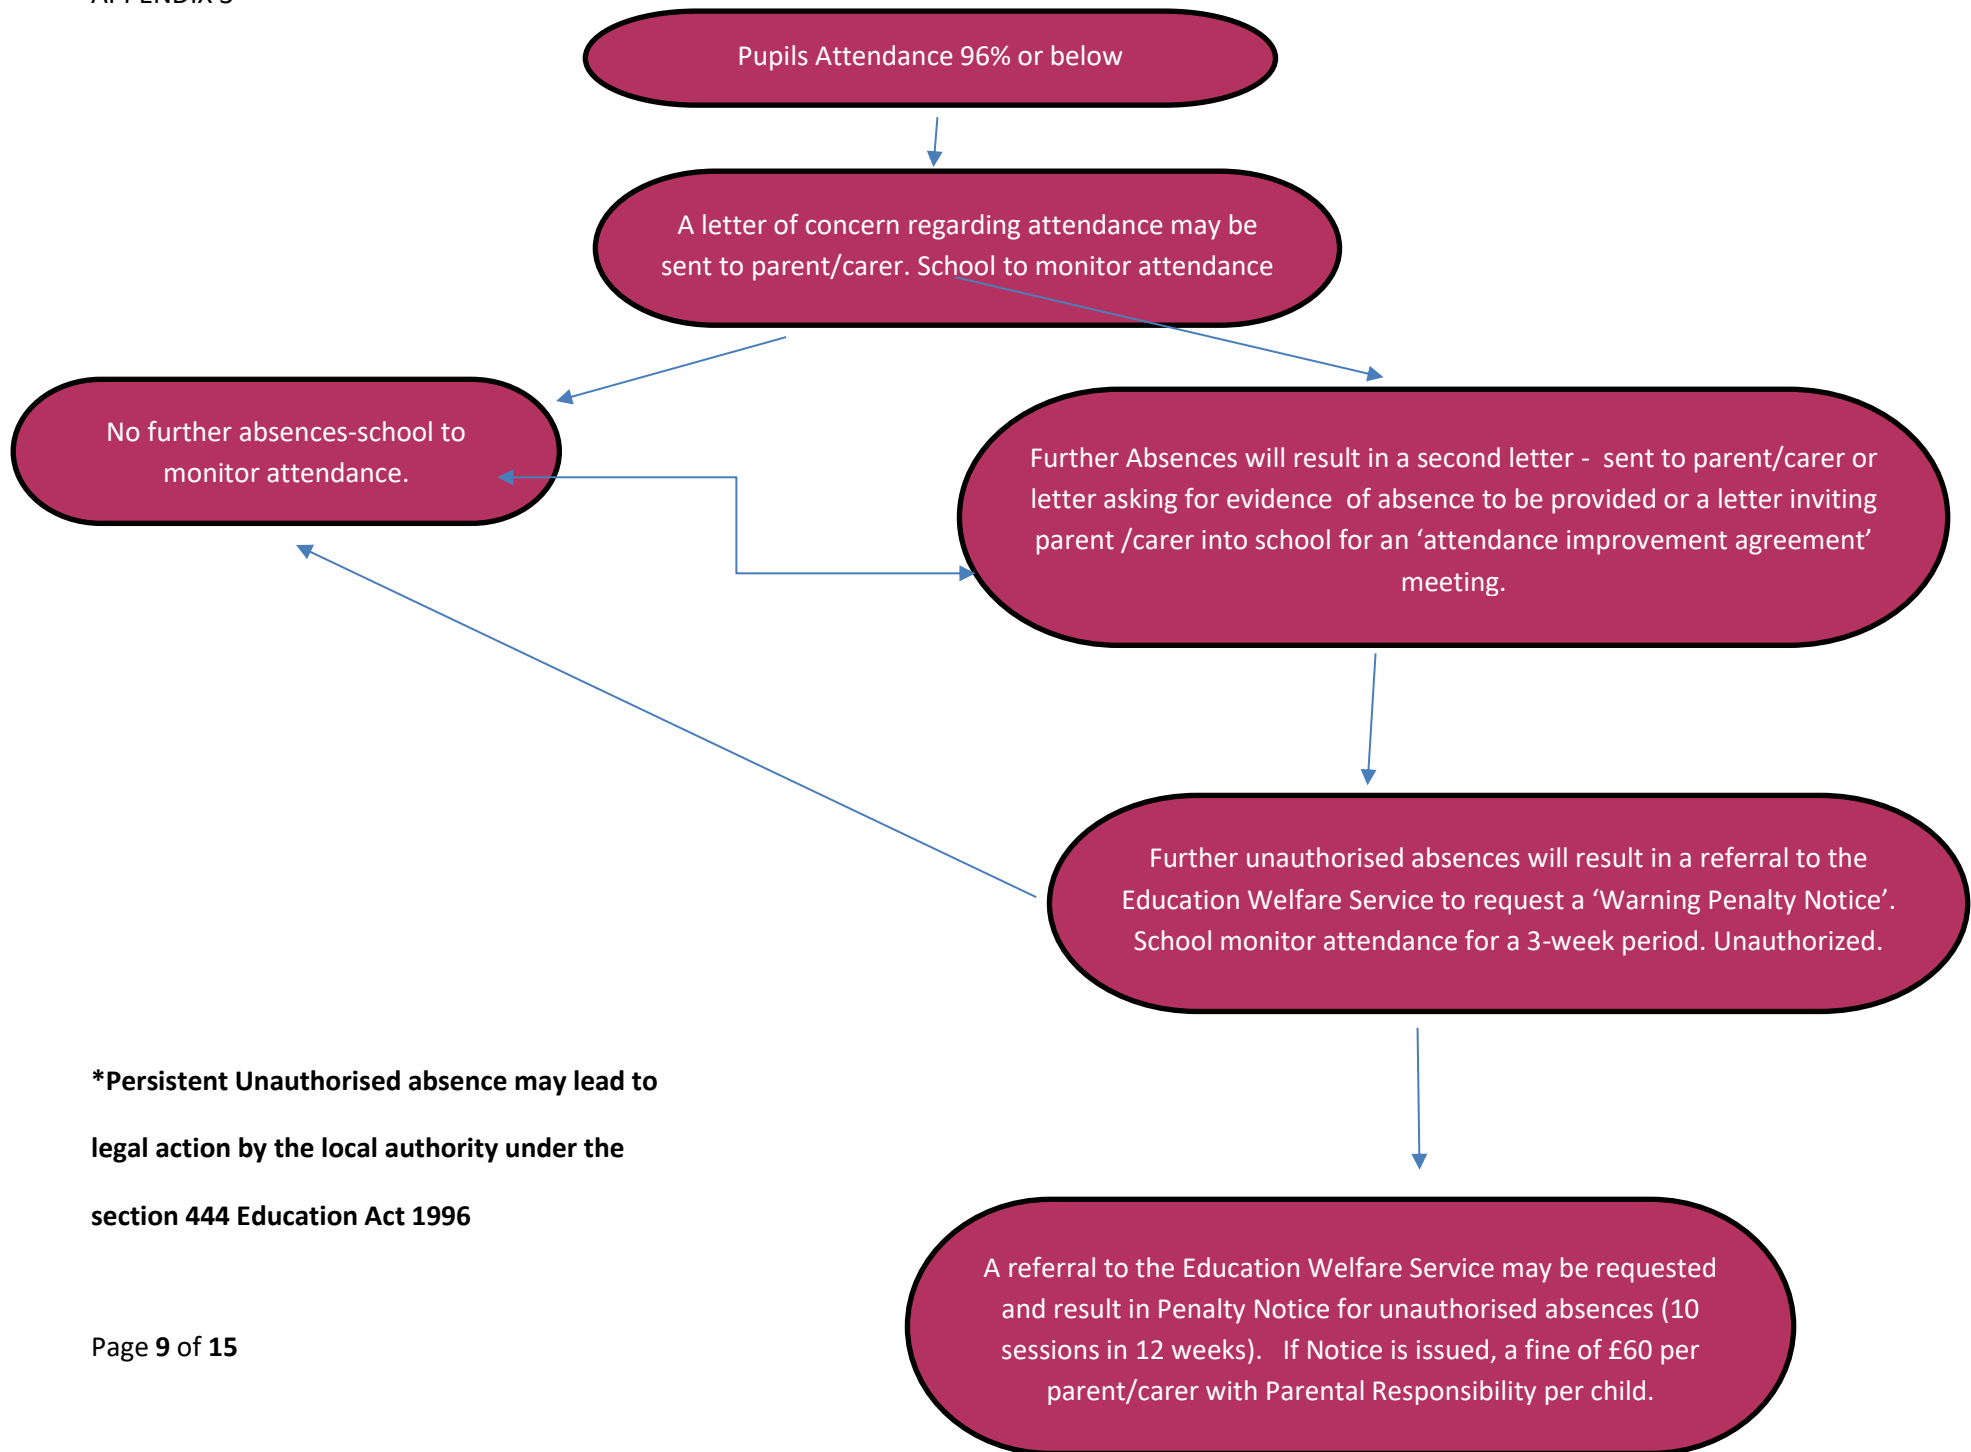 Pupils Attendance 96% or below
A letter of concern regarding attendance may be
sent to parent/carer. School to monitor attendance
No further absences-school to
monitor attendance.
Further Absences will result in a second letter - sent to parent/carer or
letter asking for evidence of absence to be provided or a letter inviting
parent /carer into school for an ‘attendance improvement agreement’
meeting.
Further unauthorised absences will result in a referral to the
Education Welfare Service to request a ‘Warning Penalty Notice’.
School monitor attendance for a 3-week period. Unauthorized.
*Persistent Unauthorised absence may lead to
legal action by the local authority under the
section 444 Education Act 1996
A referral to the Education Welfare Service may be requested
and result in Penalty Notice for unauthorised absences (10
sessions in 12 weeks). If Notice is issued, a fine of £60 per
parent/carer with Parental Responsibility per child.
Page 9 of 15